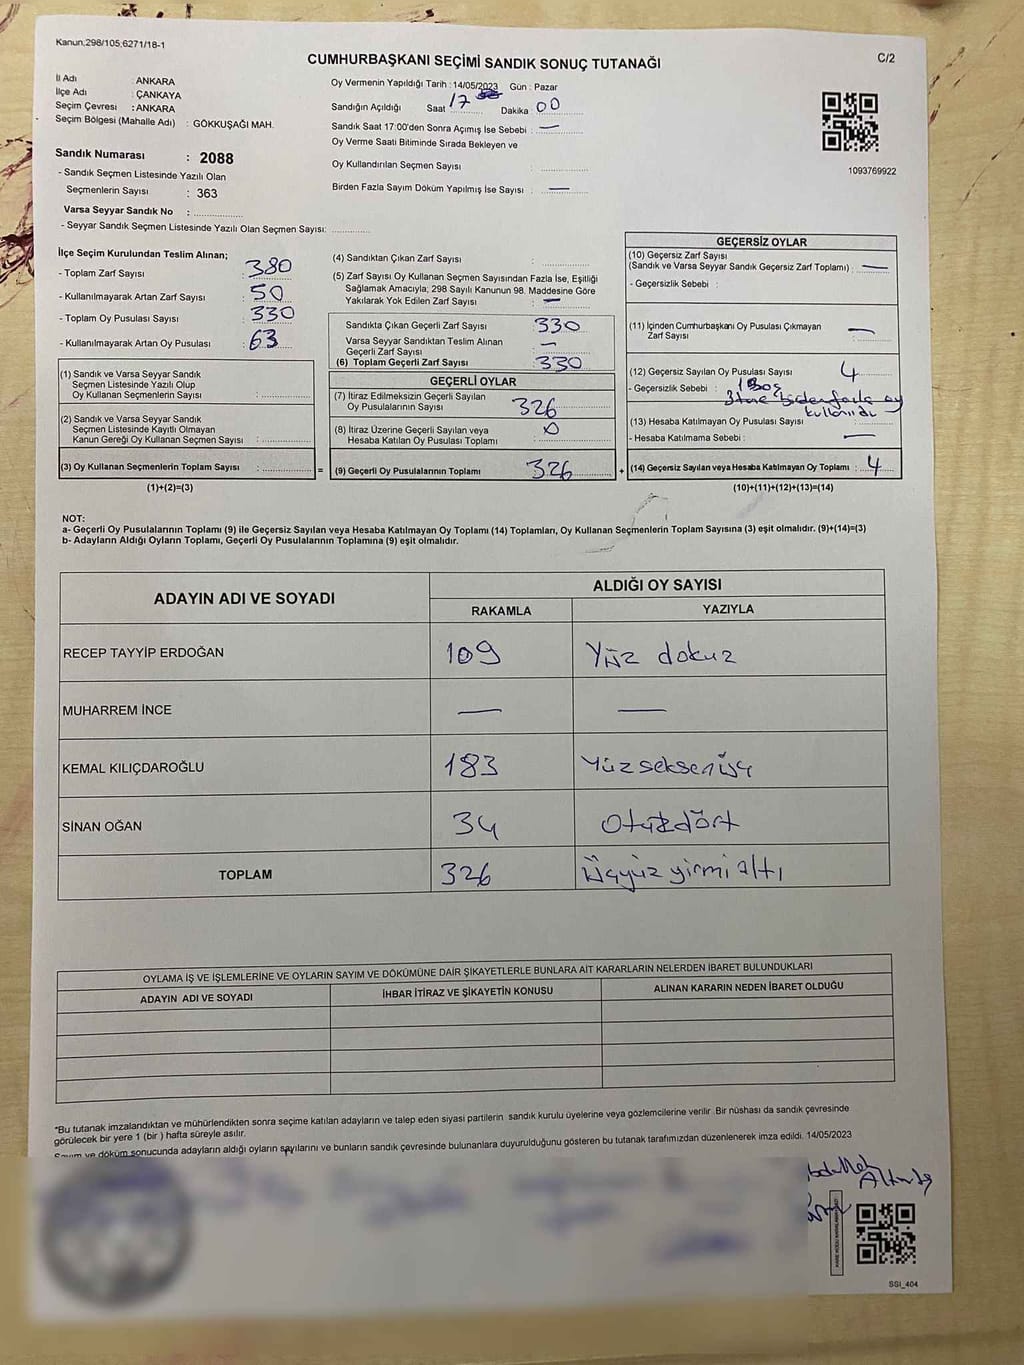 Kanun,298/105,6271/18-1
CUMHURBAŞKANI SEÇİMİ SANDIK SONUÇ TUTANAĞI
C/2
İl Adı : ANKARA
İlçe Adı : ÇANKAYA
Seçim Çevresi : ANKARA
Seçim Bölgesi (Mahalle Adı) : GÖKKUŞAĞI MAH.
Sandık Numarası : 2088
- Sandık Seçmen Listesinde Yazılı Olan
Seçmenlerin Sayısı : 363
Varsa Seyyar Sandık No :
- Seyyar Sandık Seçmen Listesinde Yazılı Olan Seçmen Sayısı:
Oy Vermenin Yapıldığı Tarih : 14/05/2023 Gün : Pazar
Sandığın Açıldığı Saat 17 Dakika 00
Sandık Saat 17:00'den Sonra Açımış İse Sebebi : —
Oy Verme Saati Bitiminde Sırada Bekleyen ve
Oy Kullandırılan Seçmen Sayısı :
Birden Fazla Sayım Döküm Yapılmış İse Sayısı : —
1093769922
İlçe Seçim Kurulundan Teslim Alınan;
- Toplam Zarf Sayısı : 380
- Kullanılmayarak Artan Zarf Sayısı : 50
- Toplam Oy Pusulası Sayısı : 330
- Kullanılmayarak Artan Oy Pusulası : 63
(1) Sandık ve Varsa Seyyar Sandık
Seçmen Listesinde Yazılı Olup
Oy Kullanan Seçmenlerin Sayısı :
(2) Sandık ve Varsa Seyyar Sandık
Seçmen Listesinde Kayıtlı Olmayan
Kanun Gereği Oy Kullanan Seçmen Sayısı :
(3) Oy Kullanan Seçmenlerin Toplam Sayısı : =
(1)+(2)=(3)
(4) Sandıktan Çıkan Zarf Sayısı :
(5) Zarf Sayısı Oy Kullanan Seçmen Sayısından Fazla İse, Eşitliği
Sağlamak Amacıyla; 298 Sayılı Kanunun 98. Maddesine Göre
Yakılarak Yok Edilen Zarf Sayısı : —
Sandıkta Çıkan Geçerli Zarf Sayısı : 330
Varsa Seyyar Sandıktan Teslim Alınan
Geçerli Zarf Sayısı : —
(6) Toplam Geçerli Zarf Sayısı : 330
GEÇERLİ OYLAR
(7) İtiraz Edilmeksizin Geçerli Sayılan
Oy Pusulalarının Sayısı : 326
(8) İtiraz Üzerine Geçerli Sayılan veya
Hesaba Katılan Oy Pusulası Toplamı :
(9) Geçerli Oy Pusulalarının Toplamı : 326 +
GEÇERSİZ OYLAR
(10) Geçersiz Zarf Sayısı
(Sandık ve Varsa Seyyar Sandık Geçersiz Zarf Toplamı) : —
- Geçersizlik Sebebi :
(11) İçinden Cumhurbaşkanı Oy Pusulası Çıkmayan
Zarf Sayısı : —
(12) Geçersiz Sayılan Oy Pusulası Sayısı : 4
- Geçersizlik Sebebi : 1 Boş
3 tane birden fazla oy
kullanıldı
(13) Hesaba Katılmayan Oy Pusulası Sayısı :
- Hesaba Katılmama Sebebi : —
(14) Geçersiz Sayılan veya Hesaba Katılmayan Oy Toplamı : 4
(10)+(11)+(12)+(13)=(14)
NOT:
a- Geçerli Oy Pusulalarının Toplamı (9) ile Geçersiz Sayılan veya Hesaba Katılmayan Oy Toplamı (14) Toplamları, Oy Kullanan Seçmenlerin Toplam Sayısına (3) eşit olmalıdır. (9)+(14)=(3)
b- Adayların Aldığı Oyların Toplamı, Geçerli Oy Pusulalarının Toplamına (9) eşit olmalıdır.
ADAYIN ADI VE SOYADI
ALDIĞI OY SAYISI
RAKAMLA YAZIYLA
RECEP TAYYİP ERDOĞAN 109 Yüz dokuz
MUHARREM İNCE — —
KEMAL KILIÇDAROĞLU 183 Yüz seksen üç
SİNAN OĞAN 34 Otuzdört
TOPLAM 326 Üçyüz yirmi altı
OYLAMA İŞ VE İŞLEMLERİNE VE OYLARIN SAYIM VE DÖKÜMÜNE DAİR ŞİKAYETLERLE BUNLARA AİT KARARLARIN NELERDEN İBARET BULUNDUKLARI
ADAYIN ADI VE SOYADI İHBAR İTİRAZ VE ŞİKAYETİN KONUSU ALINAN KARARIN NEDEN İBARET OLDUĞU
*Bu tutanak imzalandıktan ve mühürlendikten sonra seçime katılan adayların ve talep eden siyasi partilerin sandık kurulu üyelerine veya gözlemcilerine verilir. Bir nüshası da sandık çevresinde
görülecek bir yere 1 (bir ) hafta süreyle asılır.
Sayım ve döküm sonucunda adayların aldığı oyların sayılarını ve bunların sandık çevresinde bulunanlara duyurulduğunu gösteren bu tutanak tarafımızdan düzenlenerek imza edildi. 14/05/2023
SSI_404